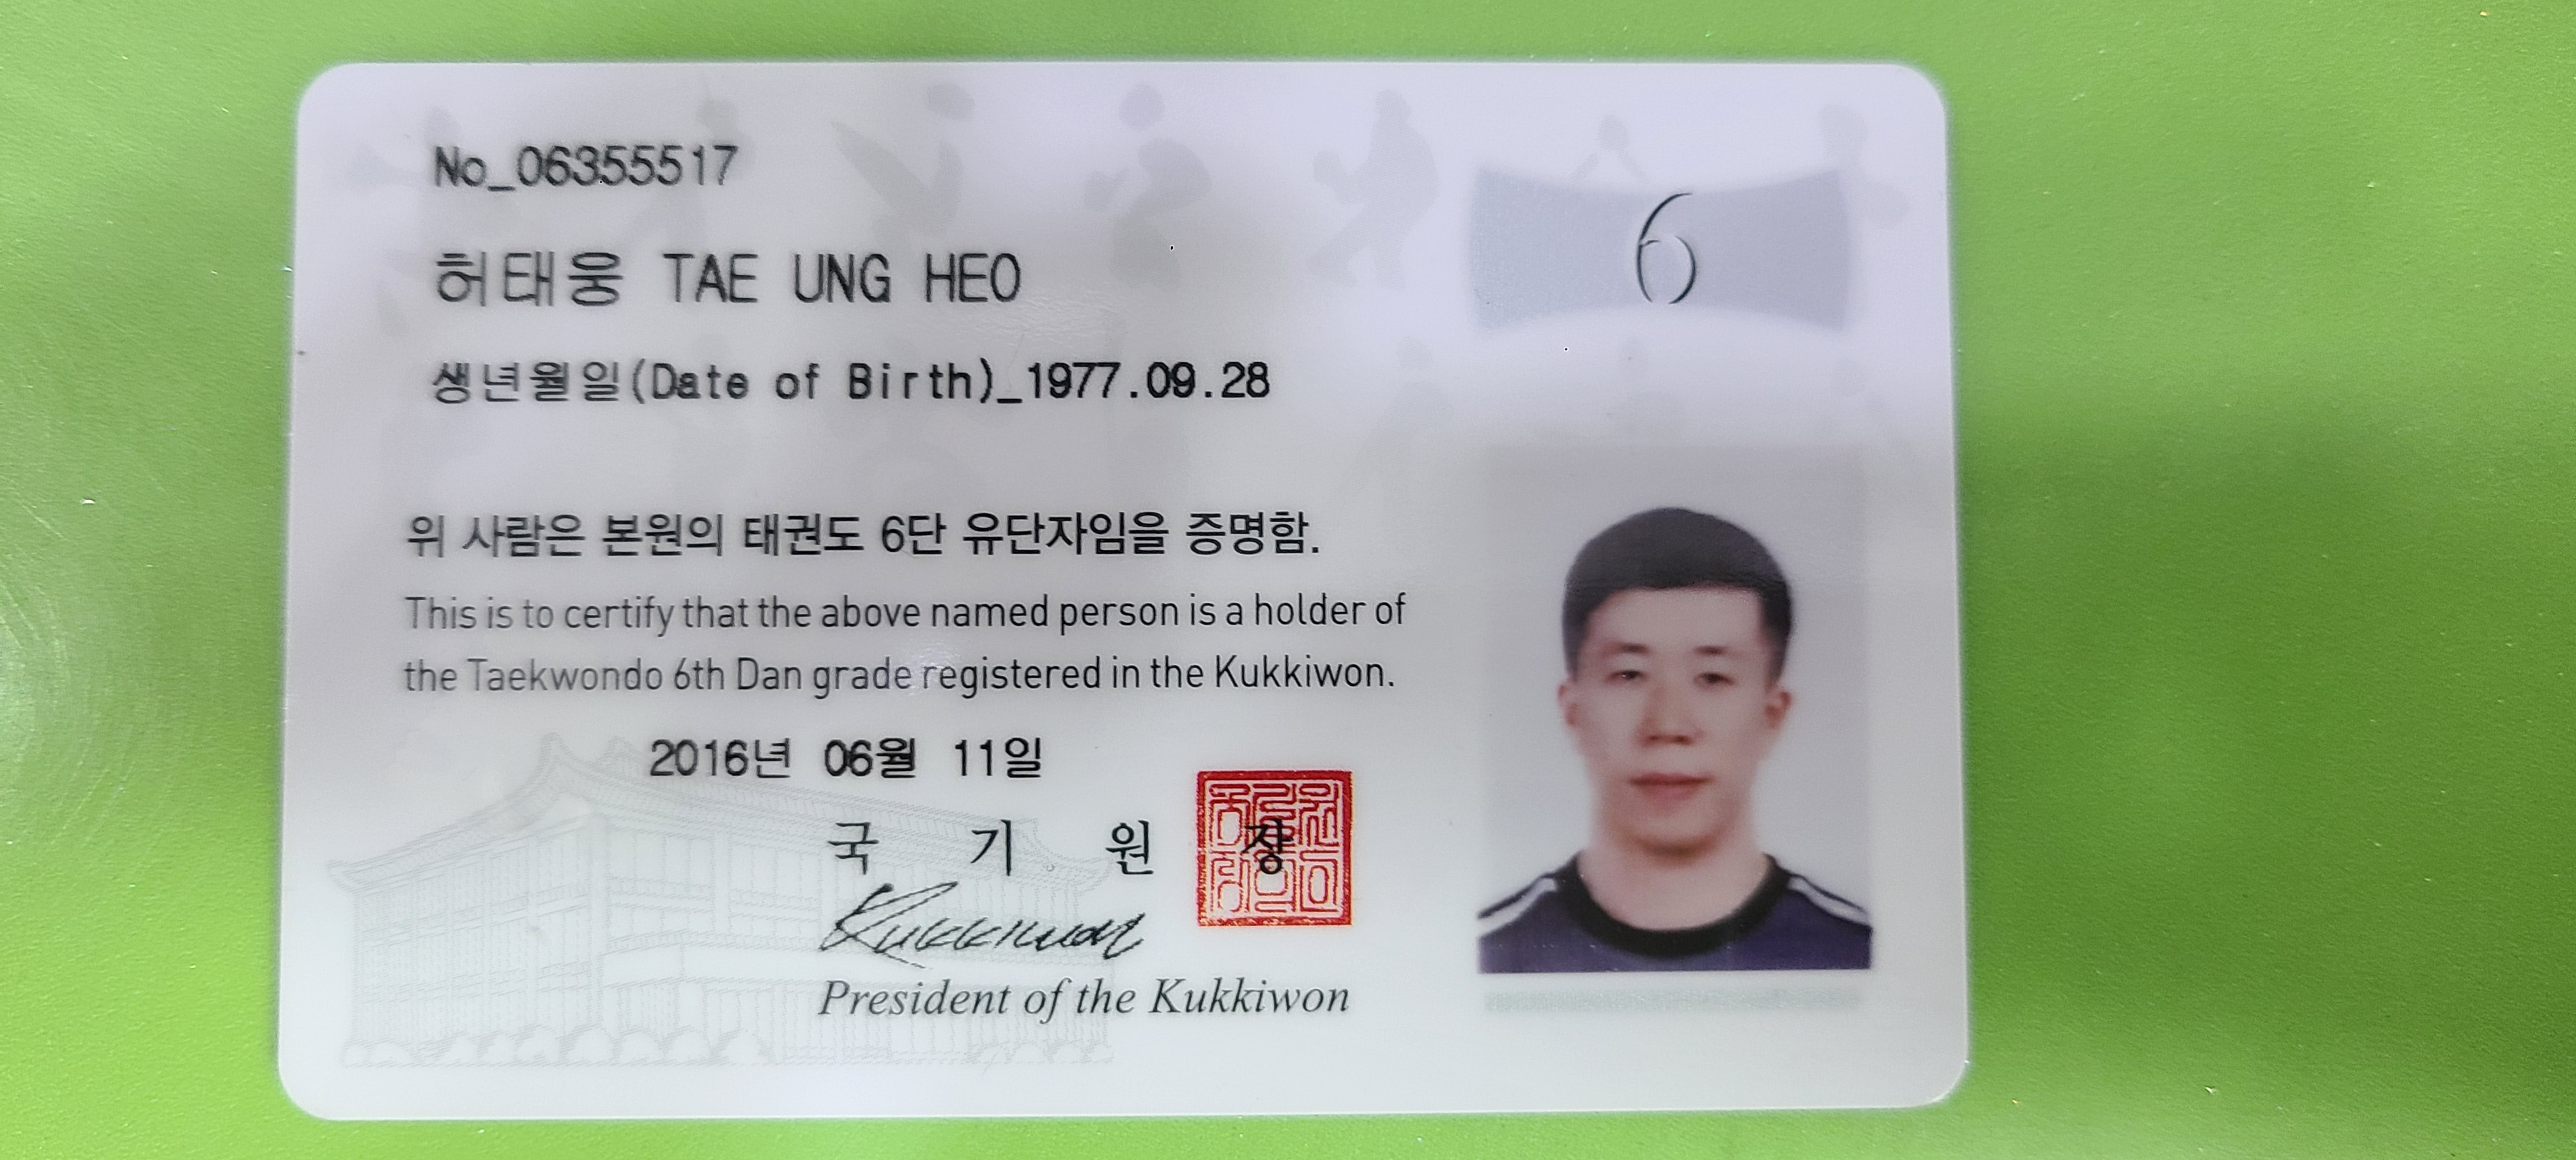 No_06355517
6
허태웅 TAE UNG HEO
생년월일(Date of Birth)_1977.09.28
위 사람은 본원의 태권도 6단 유단자임을 증명함.
This is to certify that the above named person is a holder of
the Taekwondo 6th Dan grade registered in the Kukkiwon.
2016년 06월 11일
국 기 원 장
Kukkiwon
President of the Kukkiwon